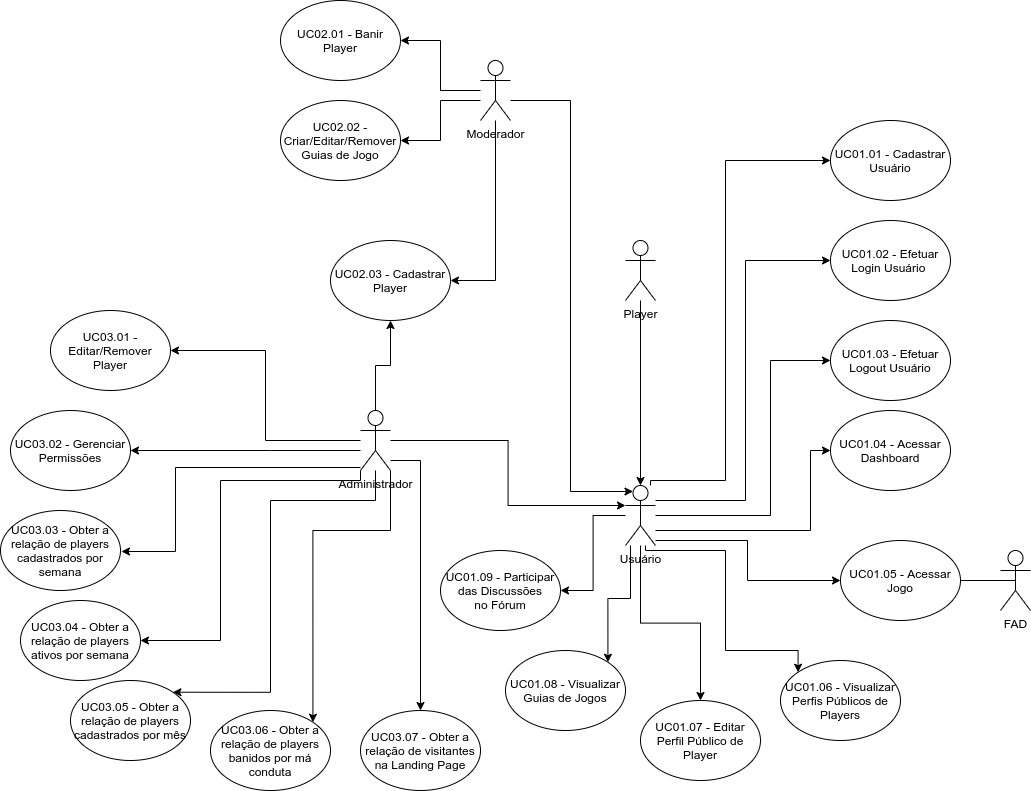 UC02.01 - Banir
Player
Moderador
UC02.02 -
Criar/Editar/Remover
Guias de Jogo
UC01.01 - Cadastrar
Usuário
UC02.03 - Cadastrar
Player
Player
UC01.02 - Efetuar
Login Usuário
UC03.01 -
Editar/Remover
Player
UC01.03 - Efetuar
Logout Usuário
UC03.02 - Gerenciar
Permissões
Administrador
UC01.04 - Acessar
Dashboard
UC03.03 - Obter a
relação de players
cadastrados por
semana
Usuário
UC01.09 - Participar
das Discussões
no Fórum
UC01.05 - Acessar
Jogo
FAD
UC03.04 - Obter a
relação de players
ativos por semana
UC01.08 - Visualizar
Guias de Jogos
UC01.06 - Visualizar
Perfis Públicos de
Players
UC03.05 - Obter a
relação de players
cadastrados por mês
UC03.06 - Obter a
relação de players
banidos por má
conduta
UC03.07 - Obter a
relação de visitantes
na Landing Page
UC01.07 - Editar
Perfil Público de
Player